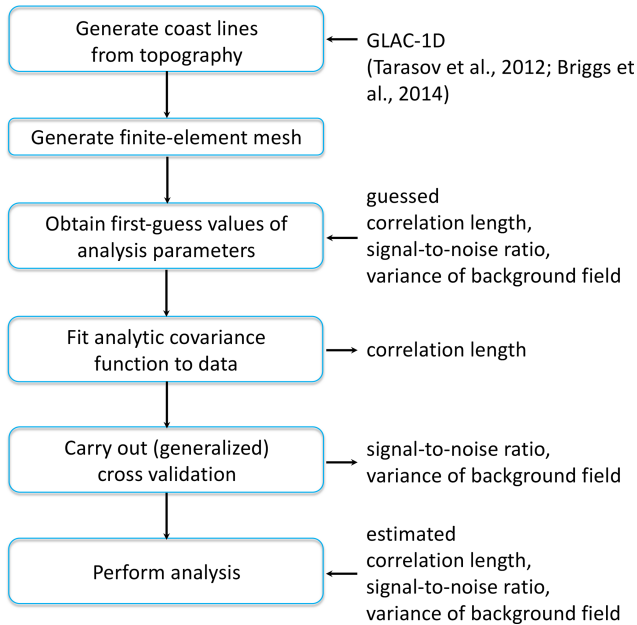 Generate coast lines
from topography
GLAC-1D
(Tarasov et al., 2012; Briggs et
al., 2014)
Generate finite-element mesh
Obtain first-guess values of
analysis parameters
guessed
correlation length,
signal-to-noise ratio,
variance of background field
Fit analytic covariance
function to data
correlation length
Carry out (generalized)
cross validation
signal-to-noise ratio,
variance of background field
Perform analysis
estimated
correlation length,
signal-to-noise ratio,
variance of background field